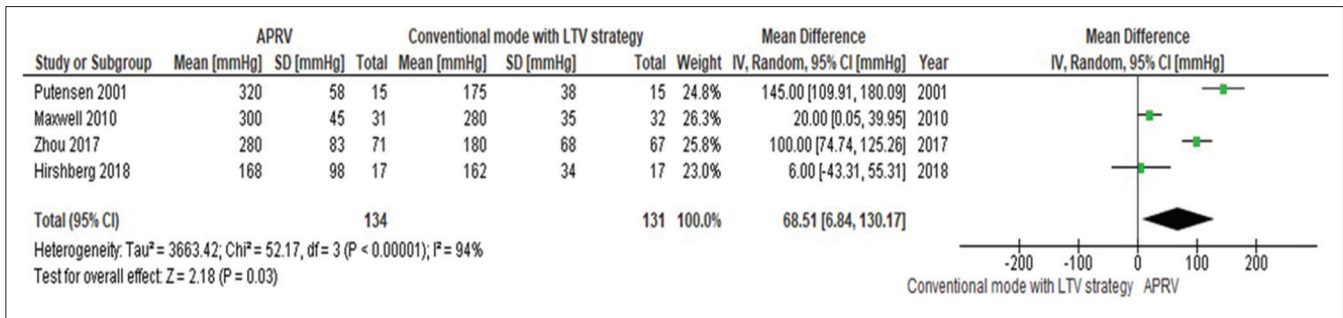 APRV Conventional mode with LTV strategy Mean Difference Mean Difference
Study or Subgroup Mean [mmHg] SD [mmHg] Total Mean [mmHg] SD [mmHg] Total Weight IV, Random, 95% CI [mmHg] Year IV, Random, 95% CI [mmHg]
Putensen 2001 320 58 15 175 38 15 24.8% 145.00 [109.91, 180.09] 2001
Maxwell 2010 300 45 31 280 35 32 26.3% 20.00 [0.05, 39.95] 2010
Zhou 2017 280 83 71 180 68 67 25.8% 100.00 [74.74, 125.26] 2017
Hirshberg 2018 168 98 17 162 34 17 23.0% 6.00 [-43.31, 55.31] 2018
Total (95% CI) 134 131 100.0% 68.51 [6.84, 130.17]
Heterogeneity: Tau² = 3663.42; Chi² = 52.17, df = 3 (P < 0.00001); I² = 94%
Test for overall effect: Z = 2.18 (P = 0.03)
-200 -100 0 100 200
Conventional mode with LTV strategy APRV